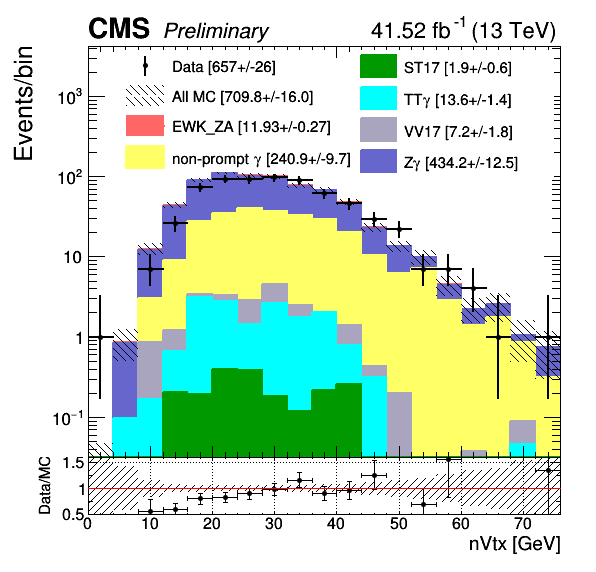 CMS Preliminary 41.52 fb⁻¹ (13 TeV)
Events/bin
Data [657+/-26]
All MC [709.8+/-16.0]
EWK_ZA [11.93+/-0.27]
non-prompt γ [240.9+/-9.7]
ST17 [1.9+/-0.6]
TTγ [13.6+/-1.4]
VV17 [7.2+/-1.8]
Zγ [434.2+/-12.5]
10³
10²
10
1
10⁻¹
Data/MC
1.5
1
0.5
0 10 20 30 40 50 60 70
nVtx [GeV]